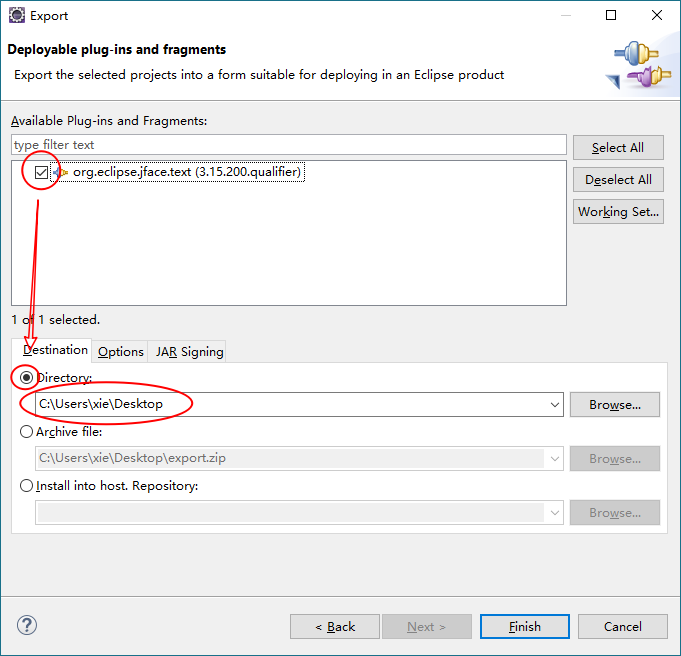 Export
Deployable plug-ins and fragments
Export the selected projects into a form suitable for deploying in an Eclipse product
Available Plug-ins and Fragments:
type filter text
Select All
org.eclipse.jface.text (3.15.200.qualifier)
Deselect All
Working Set...
1 of 1 selected.
Destination
Options
JAR Signing
Directory:
C:\Users\xie\Desktop
Browse...
Archive file:
C:\Users\xie\Desktop\export.zip
Browse...
Install into host. Repository:
Browse...
?
< Back
Next >
Finish
Cancel